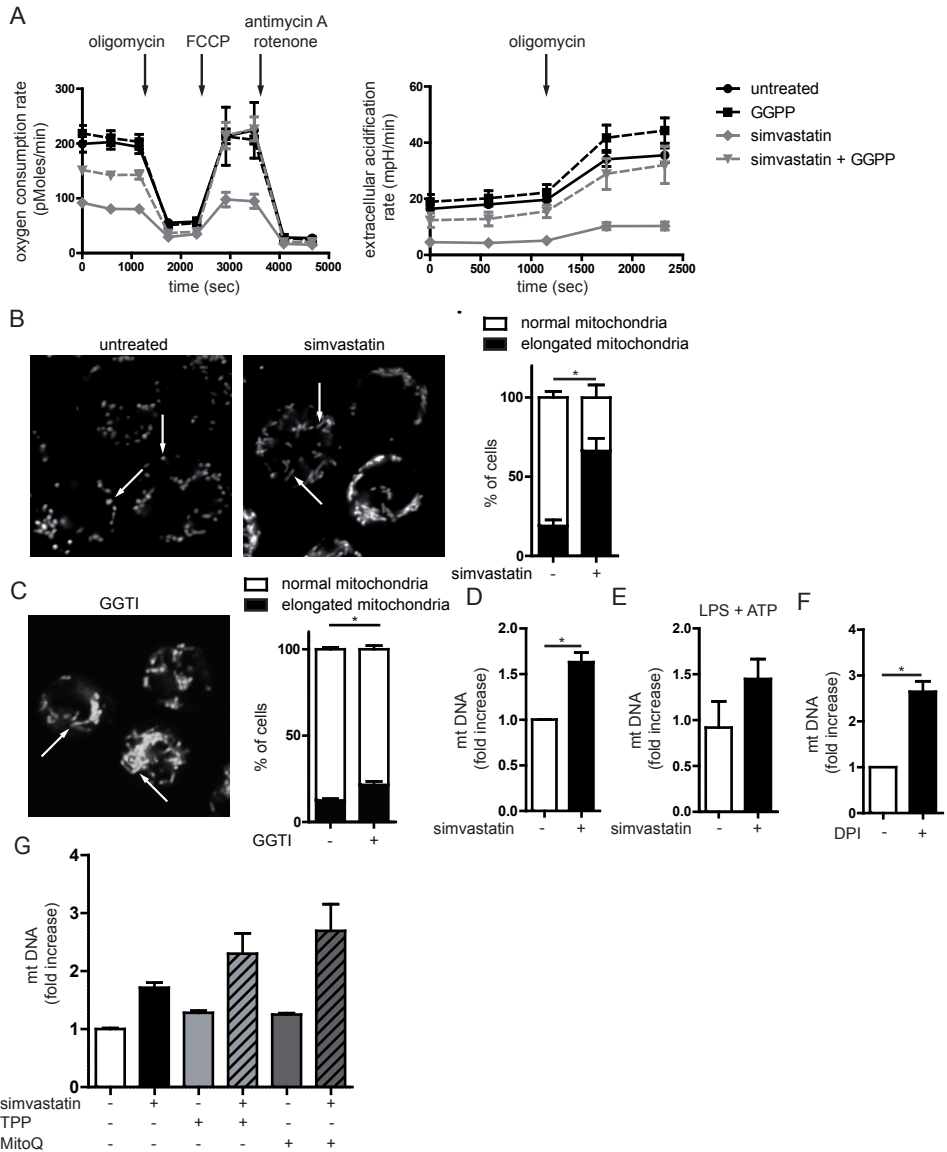 A
oligomycin
FCCP
antimycin A
rotenone
oxygen consumption rate
(pMoles/min)
300
200
100
0
0 1000 2000 3000 4000 5000
time (sec)
oligomycin
extracellular acidification
rate (mpH/min)
60
40
20
0
0 500 1000 1500 2000 2500
time (sec)
untreated
GGPP
simvastatin
simvastatin + GGPP
B
untreated
simvastatin
normal mitochondria
elongated mitochondria
*
% of cells
100
50
0
simvastatin - +
C
GGTI
normal mitochondria
elongated mitochondria
*
% of cells
100
50
0
GGTI - +
D
mt DNA
(fold increase)
2.0
1.5
1.0
0.5
0.0
*
simvastatin - +
E
LPS + ATP
mt DNA
(fold increase)
2.0
1.5
1.0
0.5
0.0
simvastatin - +
F
mt DNA
(fold increase)
4
3
2
1
0
*
DPI - +
G
mt DNA
(fold increase)
4
3
2
1
0
simvastatin - + - + - +
TPP - - + + - -
MitoQ - - - - + +